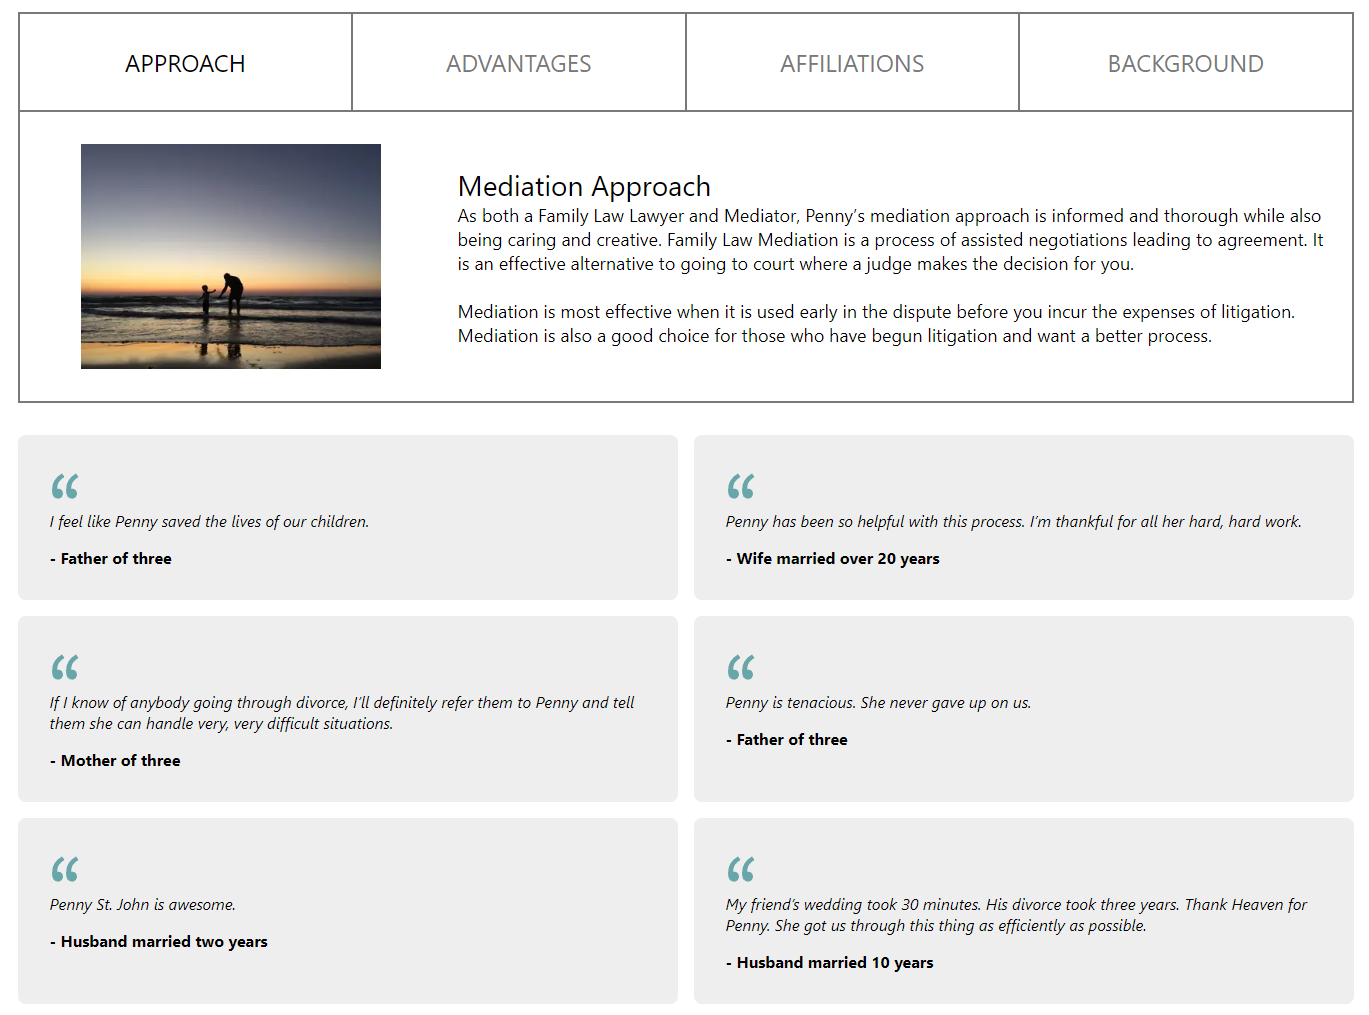 APPROACH
ADVANTAGES
AFFILIATIONS
BACKGROUND
Mediation Approach
As both a Family Law Lawyer and Mediator, Penny’s mediation approach is informed and thorough while also
being caring and creative. Family Law Mediation is a process of assisted negotiations leading to agreement. It
is an effective alternative to going to court where a judge makes the decision for you.
Mediation is most effective when it is used early in the dispute before you incur the expenses of litigation.
Mediation is also a good choice for those who have begun litigation and want a better process.
“
I feel like Penny saved the lives of our children.
- Father of three
“
Penny has been so helpful with this process. I’m thankful for all her hard, hard work.
- Wife married over 20 years
“
If I know of anybody going through divorce, I’ll definitely refer them to Penny and tell
them she can handle very, very difficult situations.
- Mother of three
“
Penny is tenacious. She never gave up on us.
- Father of three
“
Penny St. John is awesome.
- Husband married two years
“
My friend’s wedding took 30 minutes. His divorce took three years. Thank Heaven for
Penny. She got us through this thing as efficiently as possible.
- Husband married 10 years